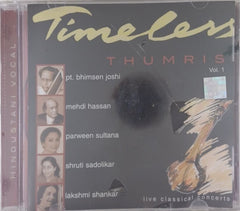 Timeless
THUMRIS
Vol. 1
pt. bhimsen joshi
mehdi hassan
parween sultana
shruti sadolikar
lakshmi shankar
live classical concerts
HINDUSTANI VOCAL